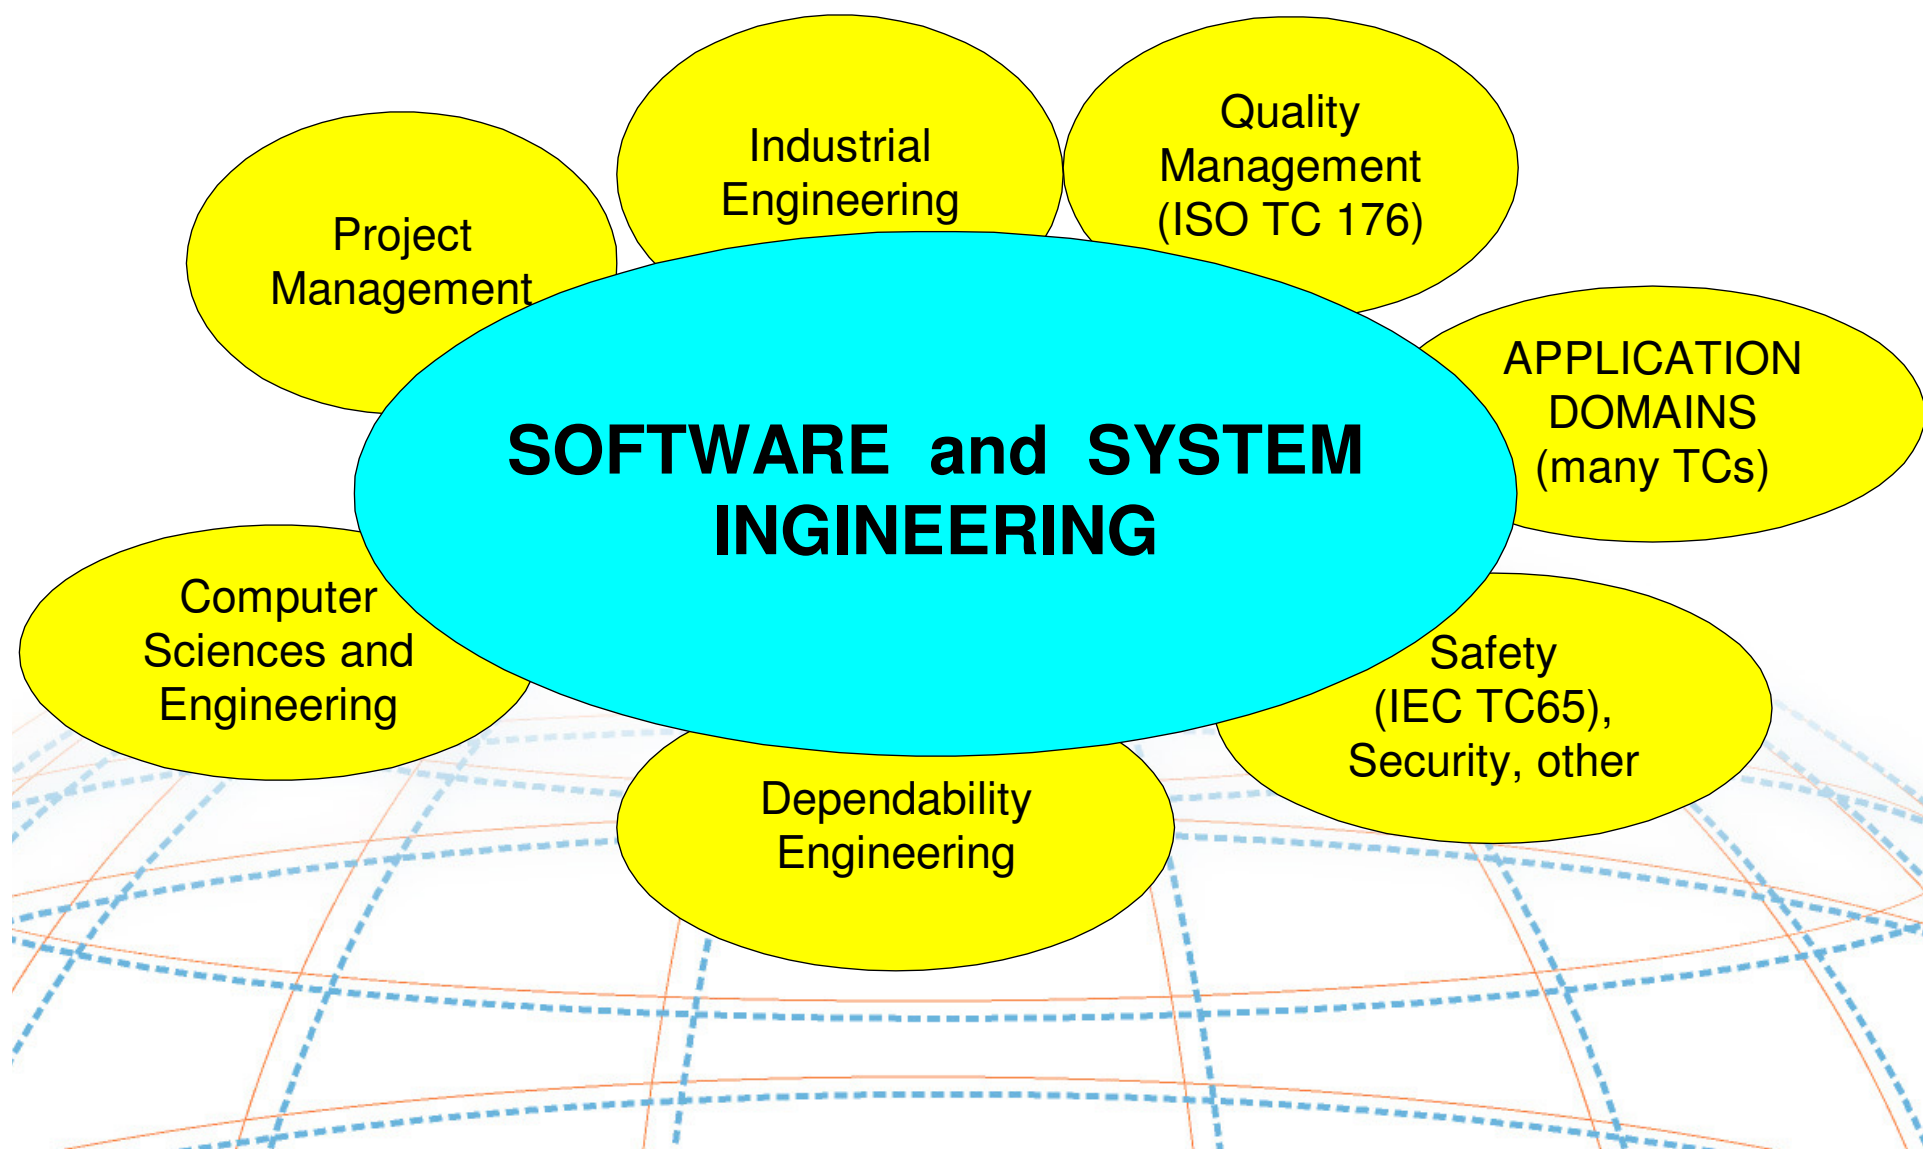 Industrial
Engineering
Quality
Management
(ISO TC 176)
Project
Management
APPLICATION
DOMAINS
(many TCs)
SOFTWARE and SYSTEM
INGINEERING
Computer
Sciences and
Engineering
Safety
(IEC TC65),
Security, other
Dependability
Engineering